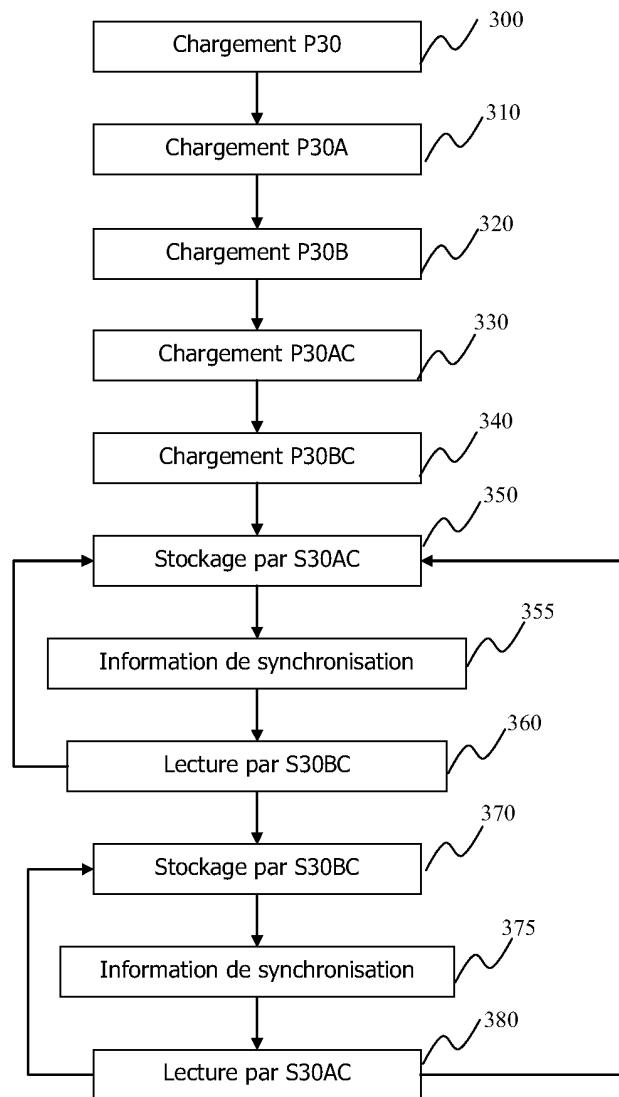 300
Chargement P30
310
Chargement P30A
320
Chargement P30B
330
Chargement P30AC
340
Chargement P30BC
350
Stockage par S30AC
355
Information de synchronisation
360
Lecture par S30BC
370
Stockage par S30BC
375
Information de synchronisation
380
Lecture par S30AC